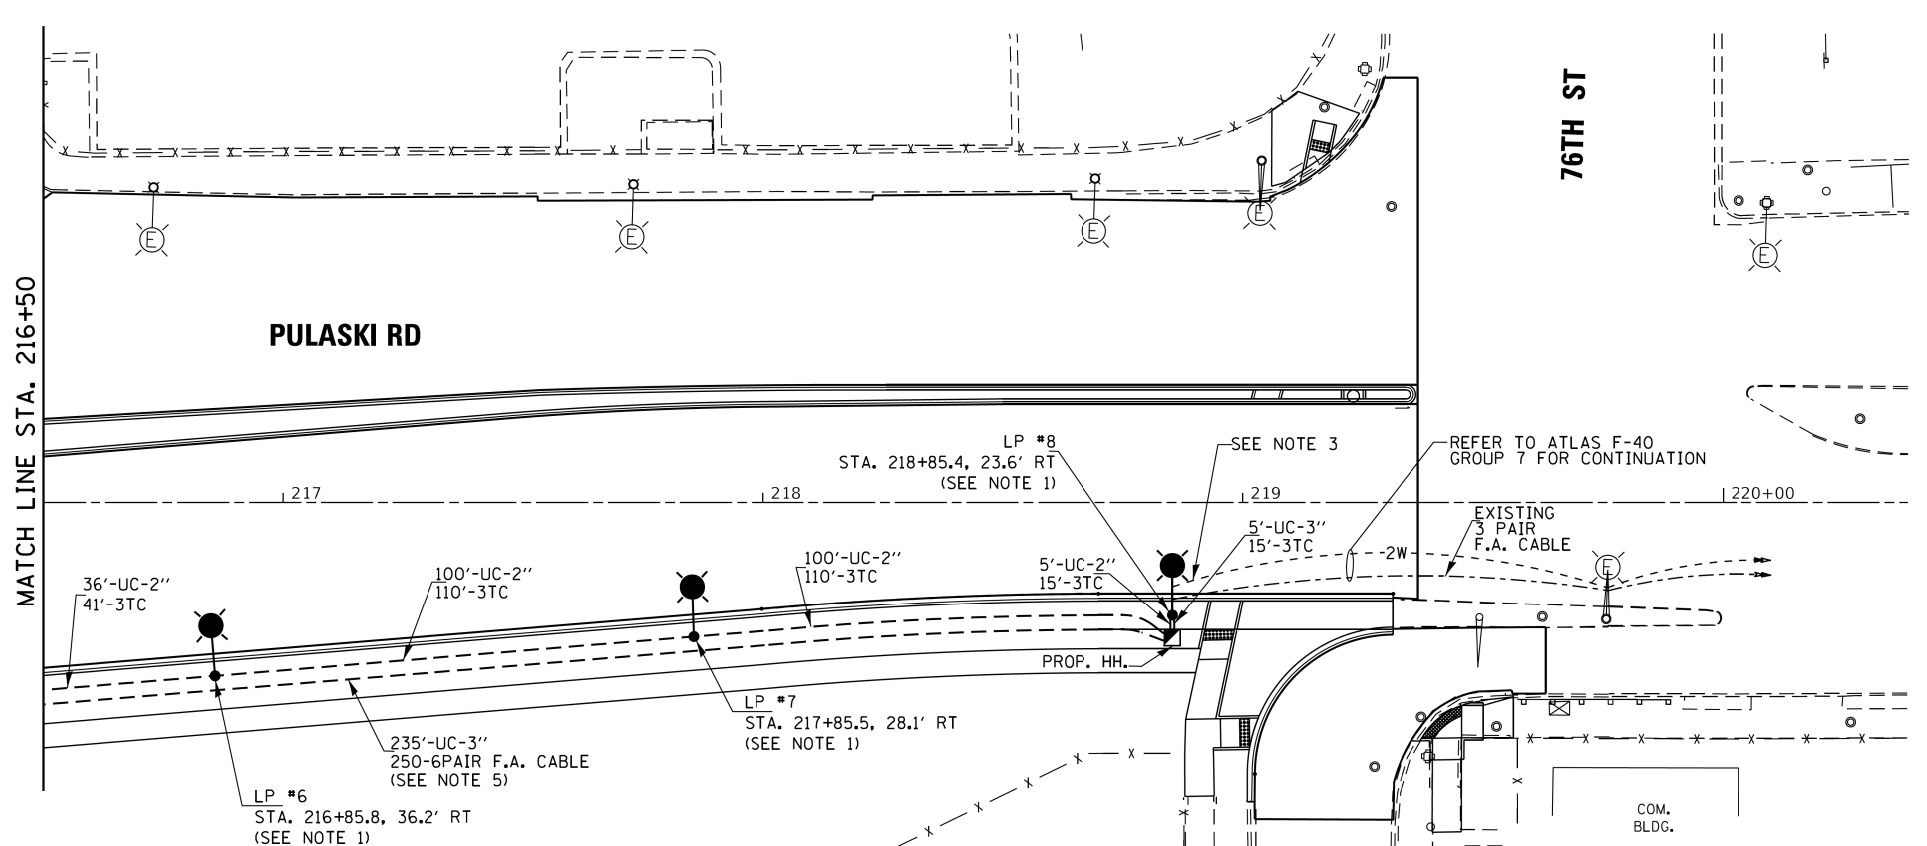 76TH ST
E
E
E
E
E
MATCH LINE STA. 216+50
PULASKI RD
LP #8
STA. 218+85.4, 23.6' RT
(SEE NOTE 1)
SEE NOTE 3
REFER TO ATLAS F-40
GROUP 7 FOR CONTINUATION
217
218
219
220+00
EXISTING
3 PAIR
F.A. CABLE
5'-UC-3''
15'-3TC
2W
100'-UC-2''
110'-3TC
5'-UC-2''
15'-3TC
E
100'-UC-2''
110'-3TC
36'-UC-2''
41'-3TC
PROP. HH.
LP #7
STA. 217+85.5, 28.1' RT
(SEE NOTE 1)
235'-UC-3''
250-6PAIR F.A. CABLE
(SEE NOTE 5)
LP #6
STA. 216+85.8, 36.2' RT
(SEE NOTE 1)
COM.
BLDG.